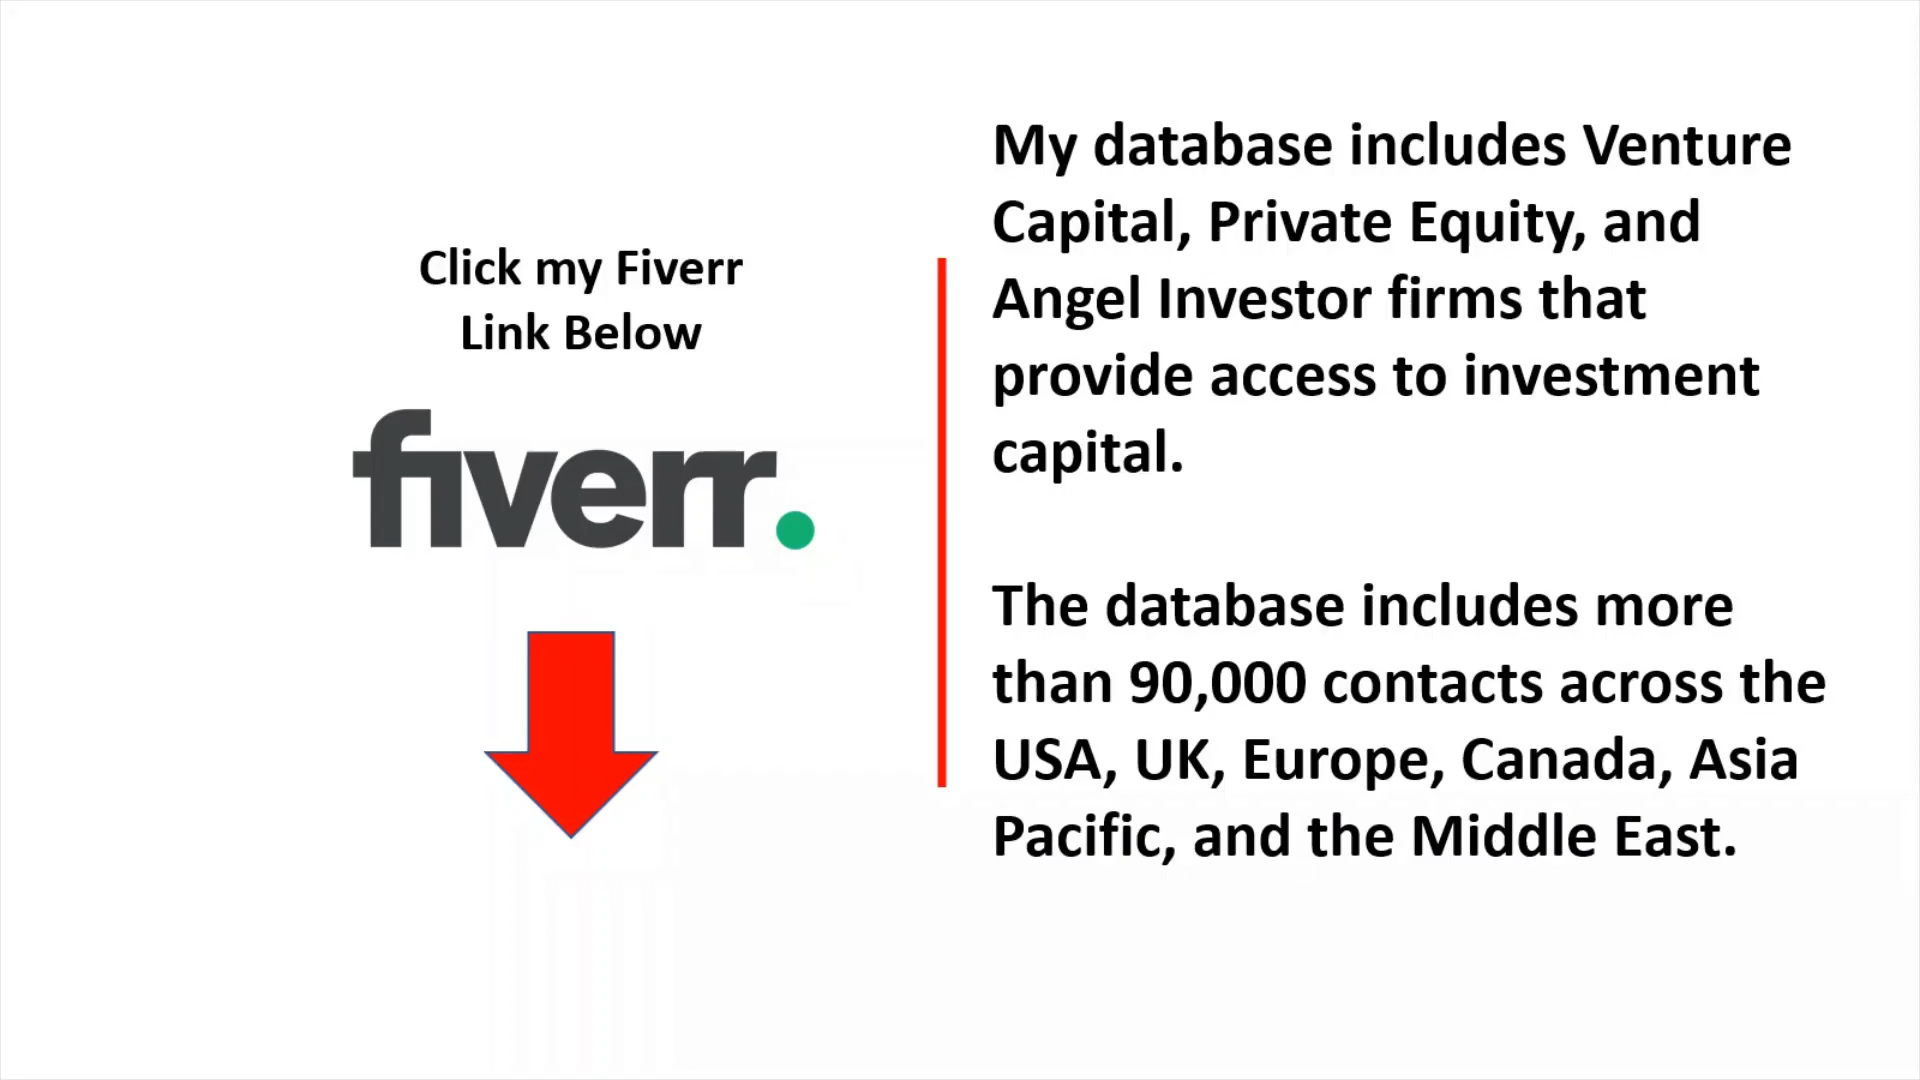 Click my Fiverr
Link Below
fiverr.
My database includes Venture
Capital, Private Equity, and
Angel Investor firms that
provide access to investment
capital.
The database includes more
than 90,000 contacts across the
USA, UK, Europe, Canada, Asia
Pacific, and the Middle East.